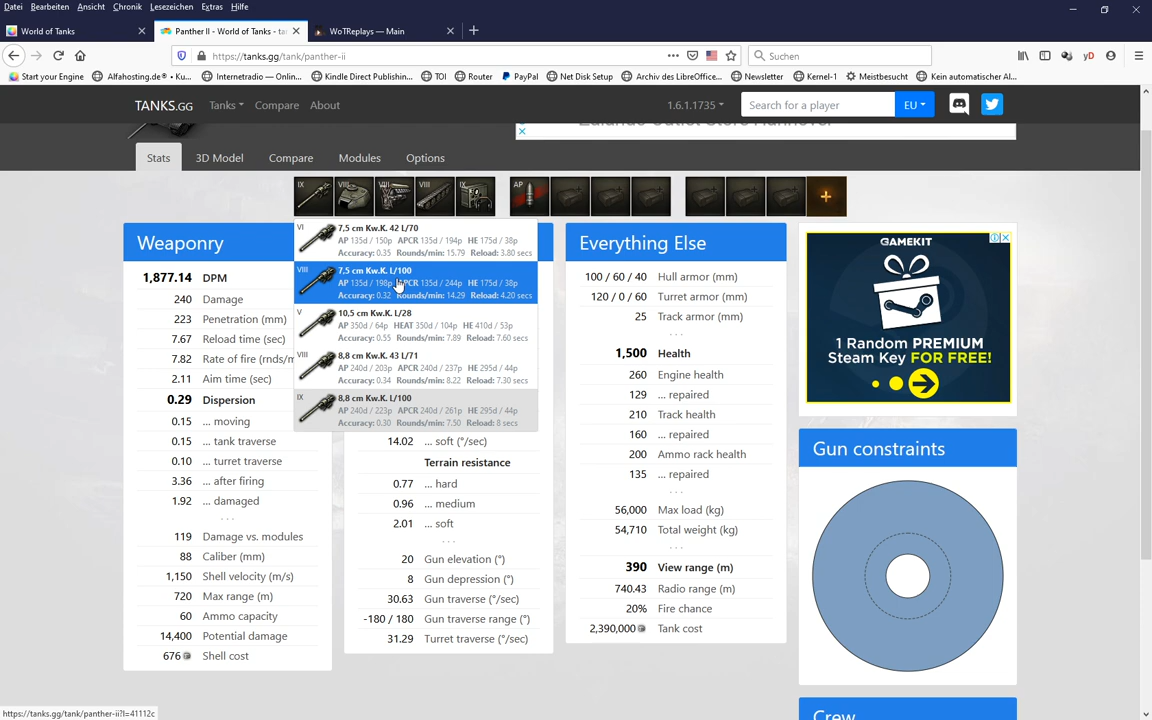 Datei Bearbeiten Ansicht Chronik Lesezeichen Extras Hilfe
World of Tanks Panther II - World of Tanks - ta WoTReplays — Main
https://tanks.gg/tank/panther-ii Suchen
Start your Engine Alfahosting.de® • Ku... Internetradio — Onlin... Kindle Direct Publishin... TOI Router PayPal Net Disk Setup Archiv des LibreOffice... Newsletter Kernel-1 Meistbesucht Kein automatischer Al...
TANKS.GG Tanks Compare About 1.6.1.1735 Search for a player EU
Stats 3D Model Compare Modules Options
IX VIII VIII VIII IX AP
Weaponry
1,877.14 DPM
240 Damage
223 Penetration (mm)
7.67 Reload time (sec)
7.82 Rate of fire (rnds/m
2.11 Aim time (sec)
0.29 Dispersion
0.15 ... moving
0.15 ... tank traverse
0.10 ... turret traverse
3.36 ... after firing
1.92 ... damaged
...
119 Damage vs. modules
88 Caliber (mm)
1,150 Shell velocity (m/s)
720 Max range (m)
60 Ammo capacity
14,400 Potential damage
676 Shell cost
VI 7,5 cm Kw.K. 42 L/70
AP 135d / 150p APCR 135d / 194p HE 175d / 38p
Accuracy: 0.35 Rounds/min: 15.79 Reload: 3.80 secs
VIII 7,5 cm Kw.K. L/100
AP 135d / 198p APCR 135d / 244p HE 175d / 38p
Accuracy: 0.32 Rounds/min: 14.29 Reload: 4.20 secs
V 10,5 cm Kw.K. L/28
AP 350d / 64p HEAT 350d / 104p HE 410d / 53p
Accuracy: 0.55 Rounds/min: 7.89 Reload: 7.60 secs
VIII 8,8 cm Kw.K. 43 L/71
AP 240d / 203p APCR 240d / 237p HE 295d / 44p
Accuracy: 0.34 Rounds/min: 8.22 Reload: 7.30 secs
IX 8,8 cm Kw.K. L/100
AP 240d / 223p APCR 240d / 261p HE 295d / 44p
Accuracy: 0.30 Rounds/min: 7.50 Reload: 8 secs
14.02 ... soft (°/sec)
Terrain resistance
0.77 ... hard
0.96 ... medium
2.01 ... soft
...
20 Gun elevation (°)
8 Gun depression (°)
30.63 Gun traverse (°/sec)
-180 / 180 Gun traverse range (°)
31.29 Turret traverse (°/sec)
Everything Else
100 / 60 / 40 Hull armor (mm)
120 / 0 / 60 Turret armor (mm)
25 Track armor (mm)
...
1,500 Health
260 Engine health
129 ... repaired
210 Track health
160 ... repaired
200 Ammo rack health
135 ... repaired
...
56,000 Max load (kg)
54,710 Total weight (kg)
...
390 View range (m)
740.43 Radio range (m)
20% Fire chance
2,390,000 Tank cost
GAMEKIT
1 Random PREMIUM
Steam Key FOR FREE!
Gun constraints
Crew
https://tanks.gg/tank/panther-ii?l=41112c